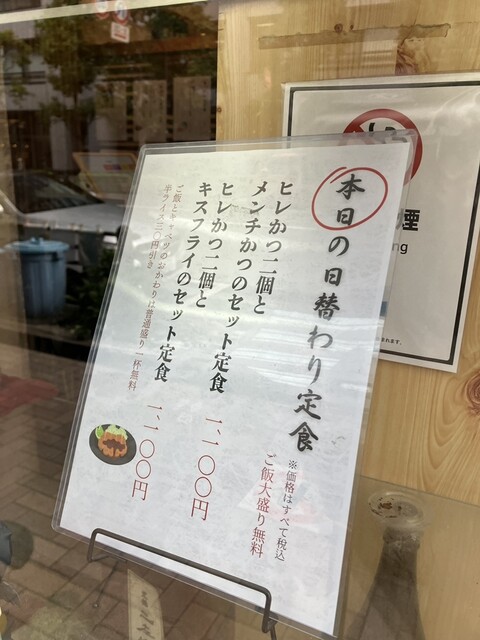 本日の日替わり定食
※価格はすべて税込
ご飯大盛り無料
ヒレかつ二個と
メンチかつのセット定食
一、一〇〇円
ヒレかつ二個と
キスフライのセット定食
一、一〇〇円
ご飯とキャベツのおかわりは普通盛り一杯無料
半ライス三〇円引き
煙
ng